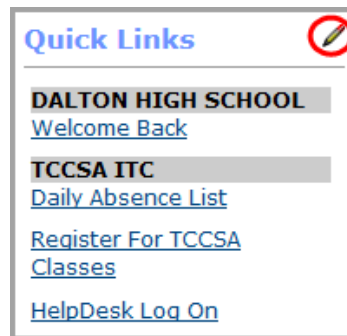 Quick Links
DALTON HIGH SCHOOL
Welcome Back
TCCSA ITC
Daily Absence List
Register For TCCSA
Classes
HelpDesk Log On